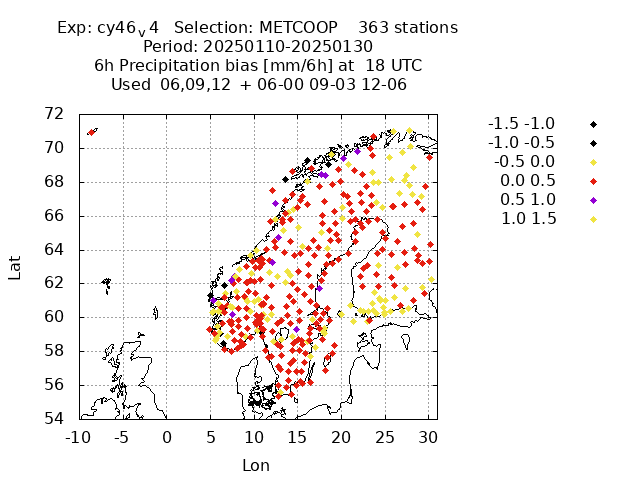 Exp: cy46v4 Selection: METCOOP 363 stations
Period: 20250110-20250130
6h Precipitation bias [mm/6h] at 18 UTC
Used 06,09,12 + 06-00 09-03 12-06
-1.5 -1.0
-1.0 -0.5
-0.5 0.0
0.0 0.5
0.5 1.0
1.0 1.5
72
70
68
66
64
62
60
58
56
54
Lat
-10 -5 0 5 10 15 20 25 30
Lon